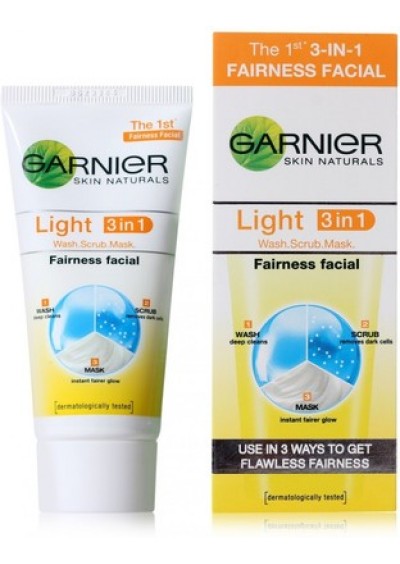 The 1st
Fairness Facial
GARNIER
SKIN NATURALS
Light 3 in 1
Wash.Scrub.Mask.
Fairness facial
1
WASH
deep cleans
2
SCRUB
removes dark cells
3
MASK
instant fairer glow
[dermatologically tested]
The 1st* 3-IN-1
FAIRNESS FACIAL
GARNIER
SKIN NATURALS
Light 3 in 1
Wash.Scrub.Mask.
Fairness facial
1
WASH
deep cleans
2
SCRUB
removes dark cells
3
MASK
instant fairer glow
USE IN 3 WAYS TO GET
FLAWLESS FAIRNESS
[dermatologically tested]